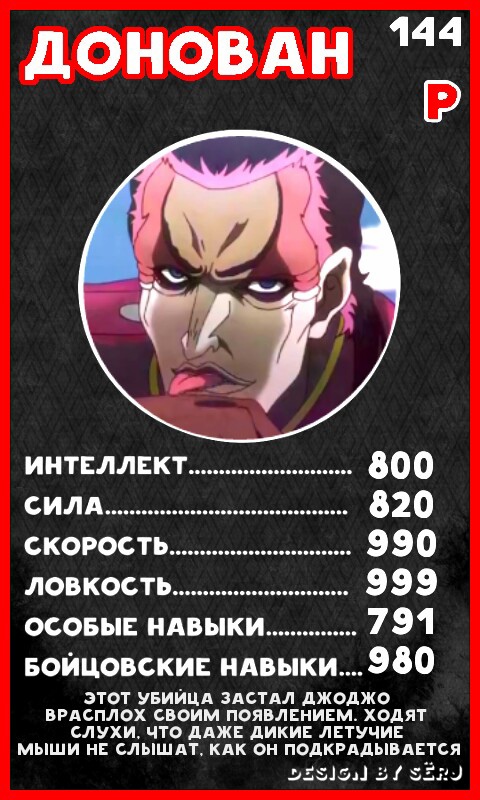 ДОНОВАН
144
Р
ИНТЕЛЛЕКТ............................ 800
СИЛА......................................... 820
СКОРОСТЬ.............................. 990
ЛОВКОСТЬ............................. 999
ОСОБЫЕ НАВЫКИ............... 791
БОЙЦОВСКИЕ НАВЫКИ.... 980
ЭТОТ УБИЙЦА ЗАСТАЛ ДЖОДЖО
ВРАСПЛОХ СВОИМ ПОЯВЛЕНИЕМ. ХОДЯТ
СЛУХИ, ЧТО ДАЖЕ ДИКИЕ ЛЕТУЧИЕ
МЫШИ НЕ СЛЫШАТ, КАК ОН ПОДКРАДЫВАЕТСЯ
DESIGN BY SЁRJ